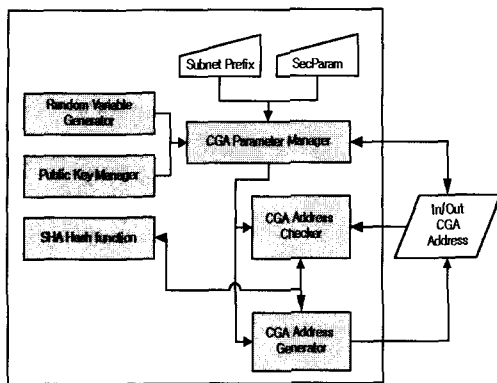 Subnet Prefix
SecParam
Random Variable
Generator
CGA Parameter Manager
Public Key Manager
In/Out
CGA
Address
SHA Hash function
CGA Address
Checker
CGA Address
Generator